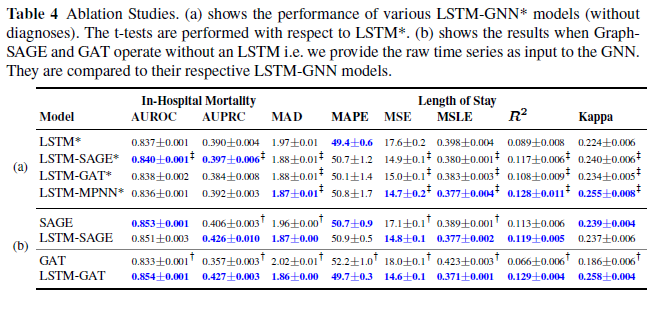 Table 4 Ablation Studies. (a) shows the performance of various LSTM-GNN* models (without
diagnoses). The t-tests are performed with respect to LSTM*. (b) shows the results when Graph-
SAGE and GAT operate without an LSTM i.e. we provide the raw time series as input to the GNN.
They are compared to their respective LSTM-GNN models.
In-Hospital Mortality Length of Stay
Model AUROC AUPRC MAD MAPE MSE MSLE R² Kappa
(a)
LSTM* 0.837±0.001 0.390±0.004 1.97±0.01 49.4±0.6 17.6±0.2 0.398±0.004 0.089±0.008 0.224±0.006
LSTM-SAGE* 0.840±0.001‡ 0.397±0.006‡ 1.88±0.01‡ 50.7±1.2 14.9±0.1‡ 0.380±0.001‡ 0.117±0.006‡ 0.240±0.006‡
LSTM-GAT* 0.838±0.002 0.384±0.008 1.88±0.01‡ 50.1±1.4 15.0±0.1‡ 0.383±0.003‡ 0.108±0.009‡ 0.234±0.005‡
LSTM-MPNN* 0.836±0.001 0.392±0.003 1.87±0.01‡ 50.8±1.7 14.7±0.2‡ 0.377±0.004‡ 0.128±0.011‡ 0.255±0.008‡
(b)
SAGE 0.853±0.001 0.406±0.003† 1.96±0.00† 50.7±0.9 17.1±0.1† 0.389±0.001† 0.113±0.006 0.239±0.004
LSTM-SAGE 0.851±0.003 0.426±0.010 1.87±0.00 50.9±0.5 14.8±0.1 0.377±0.002 0.119±0.005 0.237±0.006
GAT 0.833±0.001† 0.357±0.003† 2.02±0.01† 52.2±1.0† 18.0±0.1† 0.423±0.003† 0.066±0.006† 0.186±0.006†
LSTM-GAT 0.854±0.001 0.427±0.003 1.86±0.00 49.7±0.3 14.6±0.1 0.371±0.001 0.129±0.004 0.258±0.004